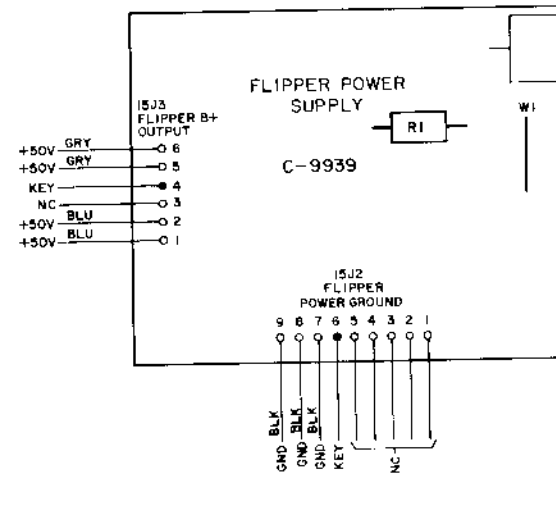 FLIPPER POWER
SUPPLY
C-9939
R1
W1
15J3
FLIPPER B+
OUTPUT
+50V GRY 6
+50V GRY 5
KEY 4
NC 3
+50V BLU 2
+50V BLU 1
15J2
FLIPPER
POWER GROUND
9 8 7 6 5 4 3 2 1
BLK BLK BLK
GND GND GND KEY NC